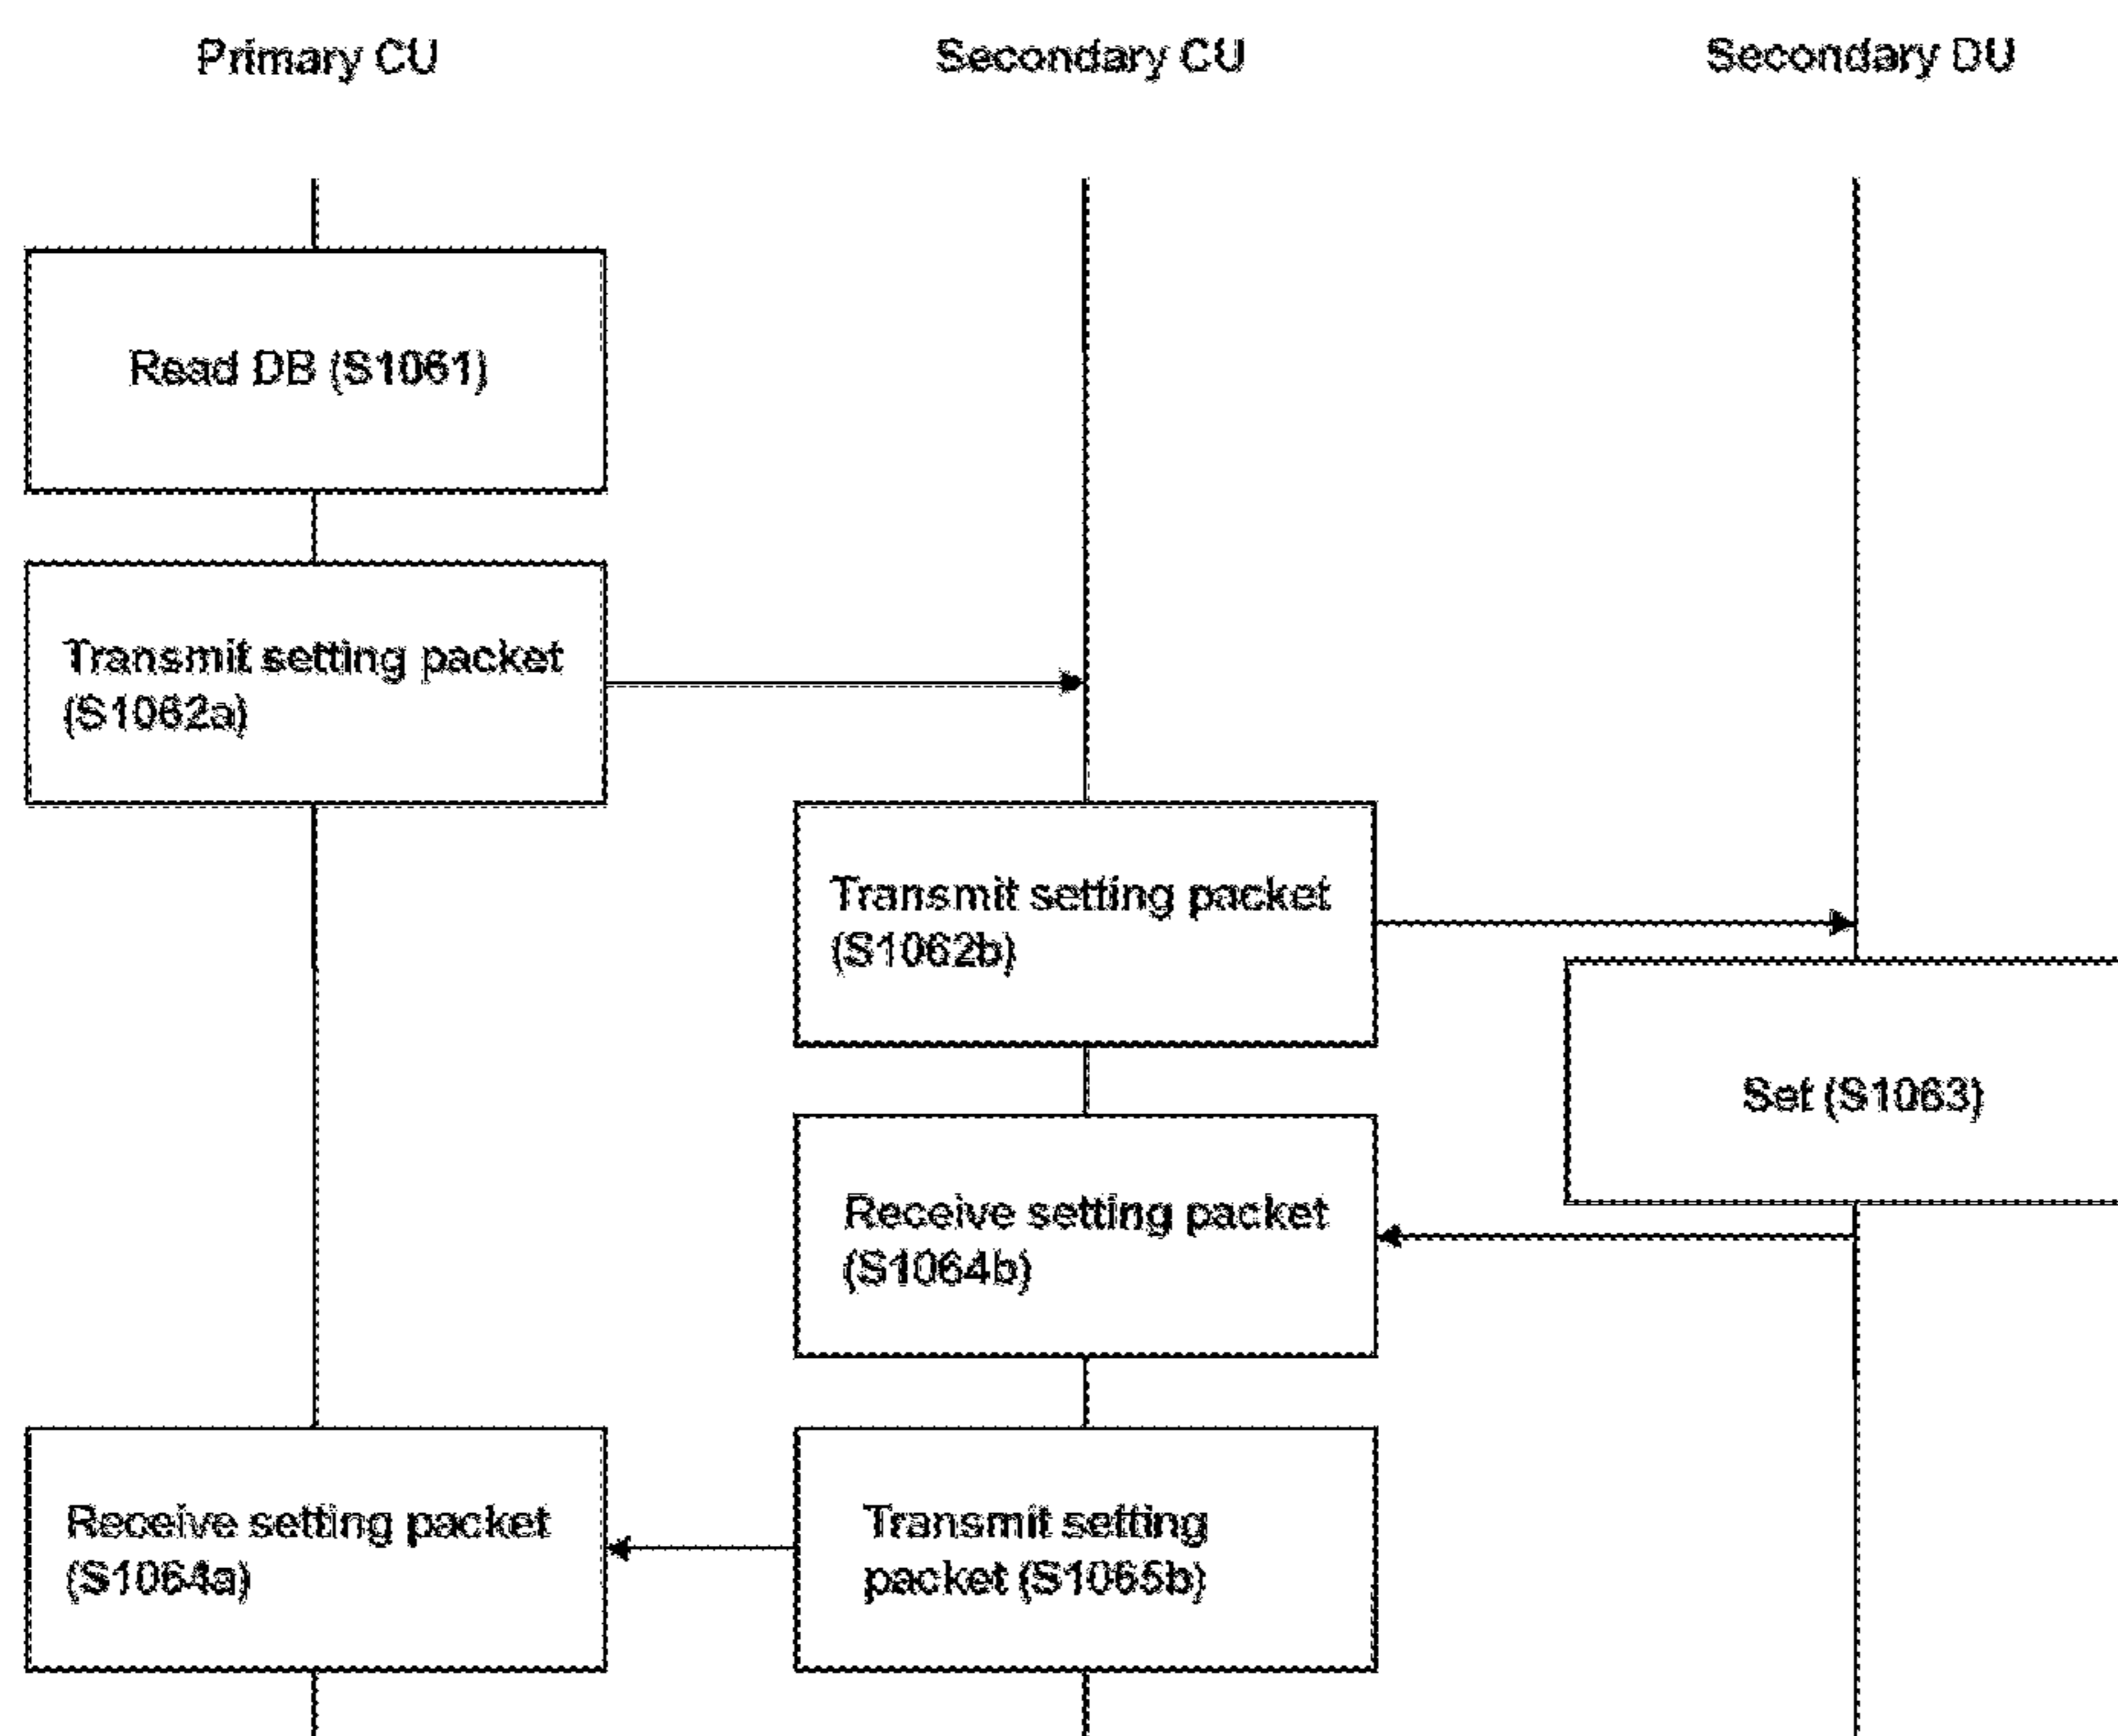 Primary CU
Secondary CU
Secondary DU
Read DB (S1061)
Transmit setting packet
(S1062a)
Transmit setting packet
(S1062b)
Set (S1063)
Receive setting packet
(S1064b)
Receive setting packet
(S1064a)
Transmit setting
packet (S1065b)